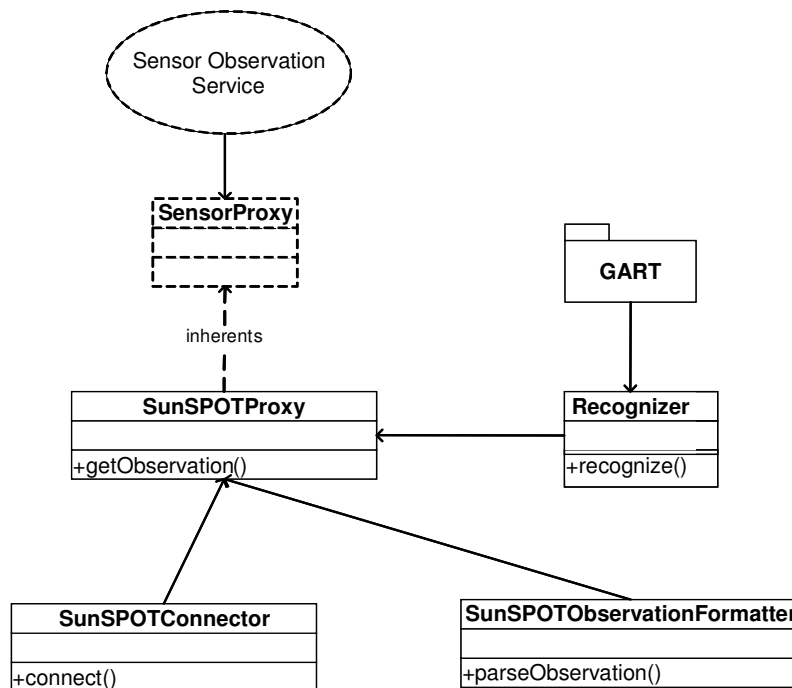 Sensor Observation
Service
SensorProxy
GART
inherents
SunSPOTProxy
+getObservation()
Recognizer
+recognize()
SunSPOTConnector
+connect()
SunSPOTObservationFormatter
+parseObservation()